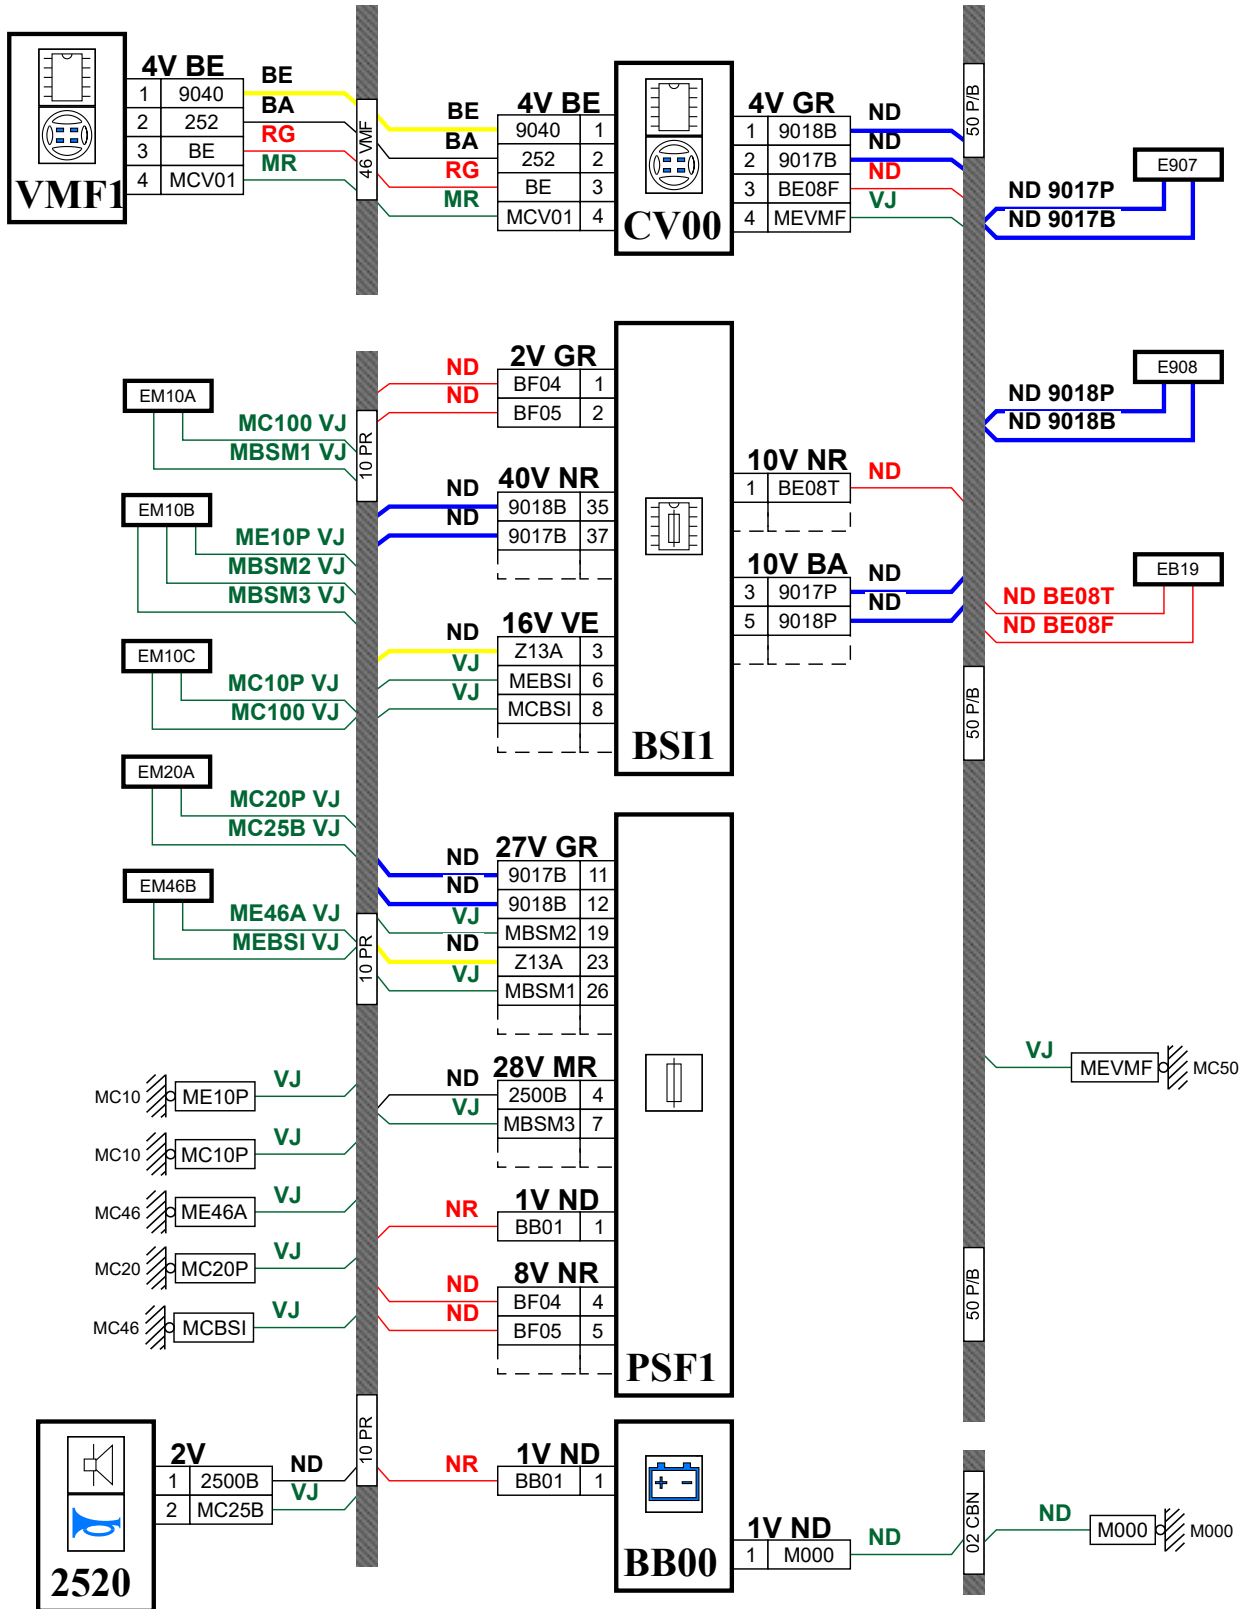 VMF1
4V BE
1 9040 BE
2 252 BA
3 BE RG
4 MCV01 MR
46 VMF
4V BE
BE 9040 1
BA 252 2
RG BE 3
MR MCV01 4
CV00
4V GR
1 9018B ND
2 9017B ND
3 BE08F ND
4 MEVMF VJ
50 P/B
E907
ND 9017P
ND 9017B
E908
ND 9018P
ND 9018B
EB19
ND BE08T
ND BE08F
50 P/B
2V GR
ND BF04 1
ND BF05 2
40V NR
ND 9018B 35
ND 9017B 37
16V VE
ND Z13A 3
VJ MEBSI 6
VJ MCBSI 8
BSI1
10V NR
1 BE08T ND
10V BA
3 9017P ND
5 9018P ND
EM10A
MC100 VJ
MBSM1 VJ
10 PR
EM10B
ME10P VJ
MBSM2 VJ
MBSM3 VJ
EM10C
MC10P VJ
MC100 VJ
EM20A
MC20P VJ
MC25B VJ
EM46B
ME46A VJ
MEBSI VJ
10 PR
27V GR
ND 9017B 11
ND 9018B 12
VJ MBSM2 19
ND Z13A 23
VJ MBSM1 26
28V MR
ND 2500B 4
VJ MBSM3 7
1V ND
NR BB01 1
8V NR
ND BF04 4
ND BF05 5
PSF1
MC10 ME10P VJ
MC10 MC10P VJ
MC46 ME46A VJ
MC20 MC20P VJ
MC46 MCBSI VJ
VJ MEVMF MC50
50 P/B
2520
2V
1 2500B ND
2 MC25B VJ
10 PR
1V ND
NR BB01 1
+ -
BB00
1V ND
1 M000 ND
02 CBN
ND M000 M000